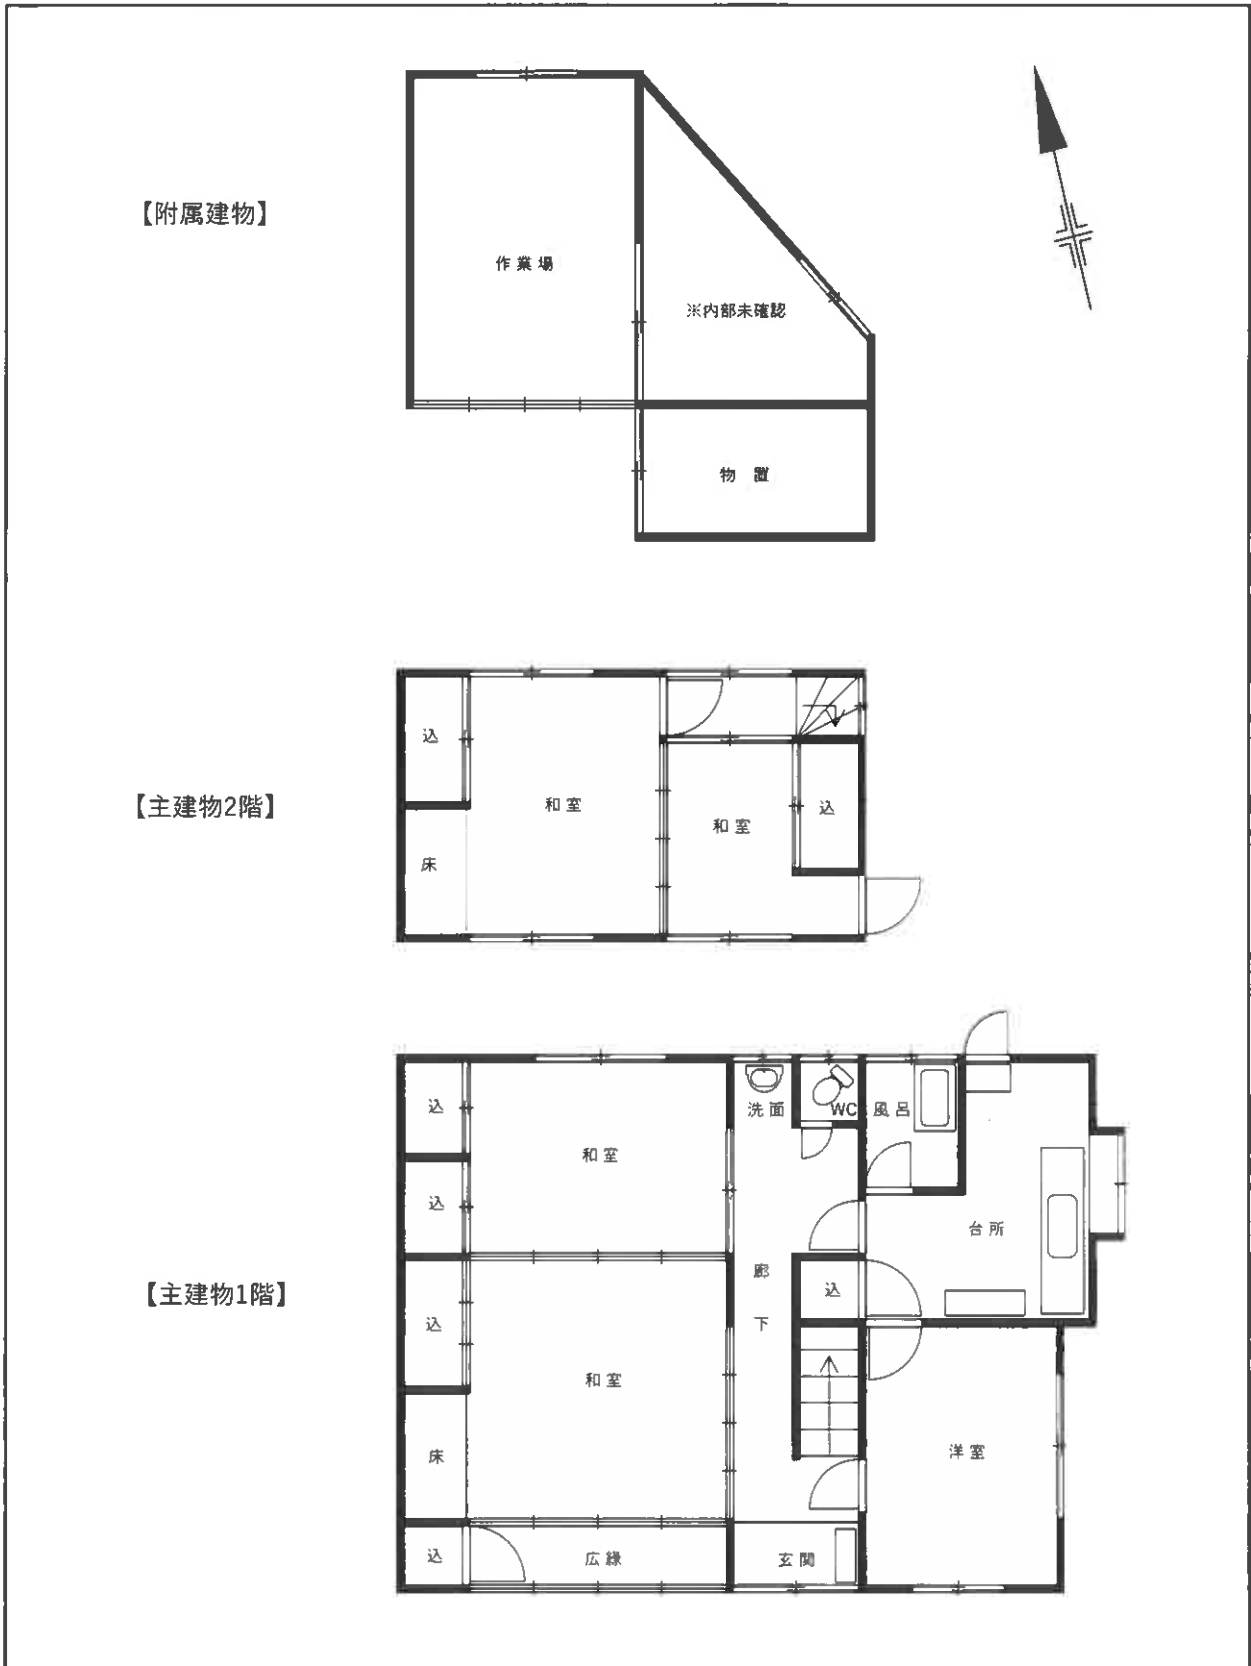 【附属建物】
作業場
※内部未確認
物置
【主建物2階】
込
和室
和室
込
床
【主建物1階】
込
洗面
WC
風呂
和室
込
台所
廊下
込
込
和室
床
洋室
込
広縁
玄関